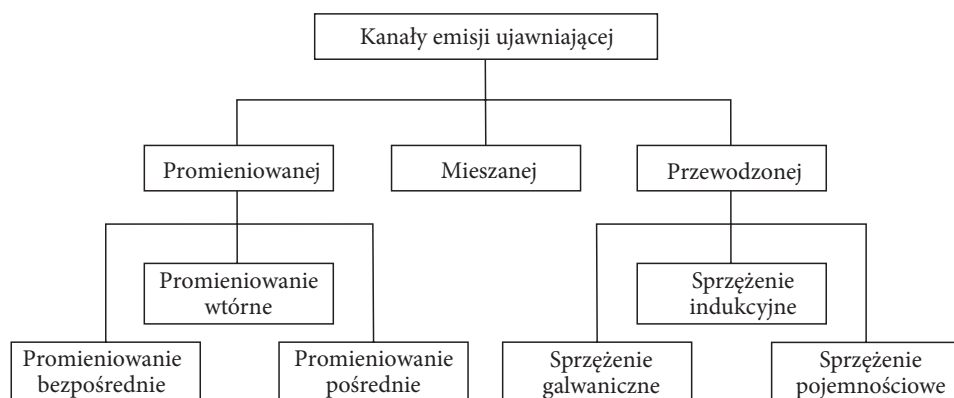 Kanały emisji ujawniającej
Promieniowanej
Mieszanej
Przewodzonej
Promieniowanie
wtórne
Sprzężenie
indukcyjne
Promieniowanie
bezpośrednie
Promieniowanie
pośrednie
Sprzężenie
galwaniczne
Sprzężenie
pojemnościowe